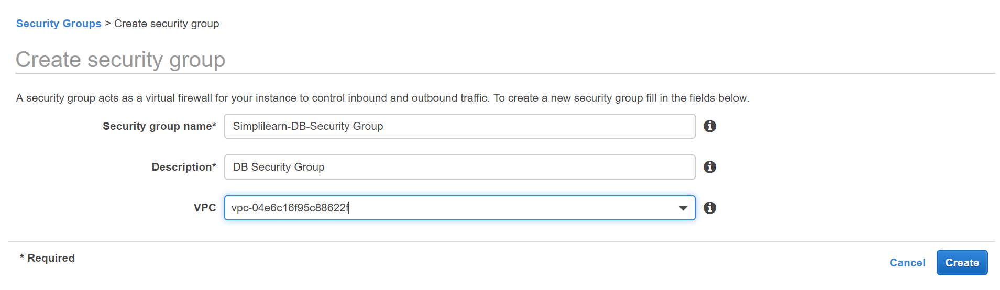 Security Groups > Create security group
Create security group
A security group acts as a virtual firewall for your instance to control inbound and outbound traffic. To create a new security group fill in the fields below.
Security group name* Simplilearn-DB-Security Group
Description* DB Security Group
VPC vpc-04e6c16f95c88622f
* Required
Cancel Create